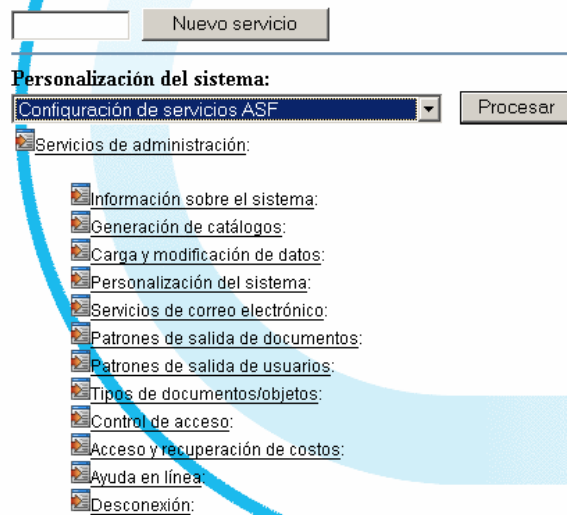 Nuevo servicio
Personalización del sistema:
Configuración de servicios ASF
Procesar
Servicios de administración:
Información sobre el sistema:
Generación de catálogos:
Carga y modificación de datos:
Personalización del sistema:
Servicios de correo electrónico:
Patrones de salida de documentos:
Patrones de salida de usuarios:
Tipos de documentos/objetos:
Control de acceso:
Acceso y recuperación de costos:
Ayuda en línea:
Desconexión: